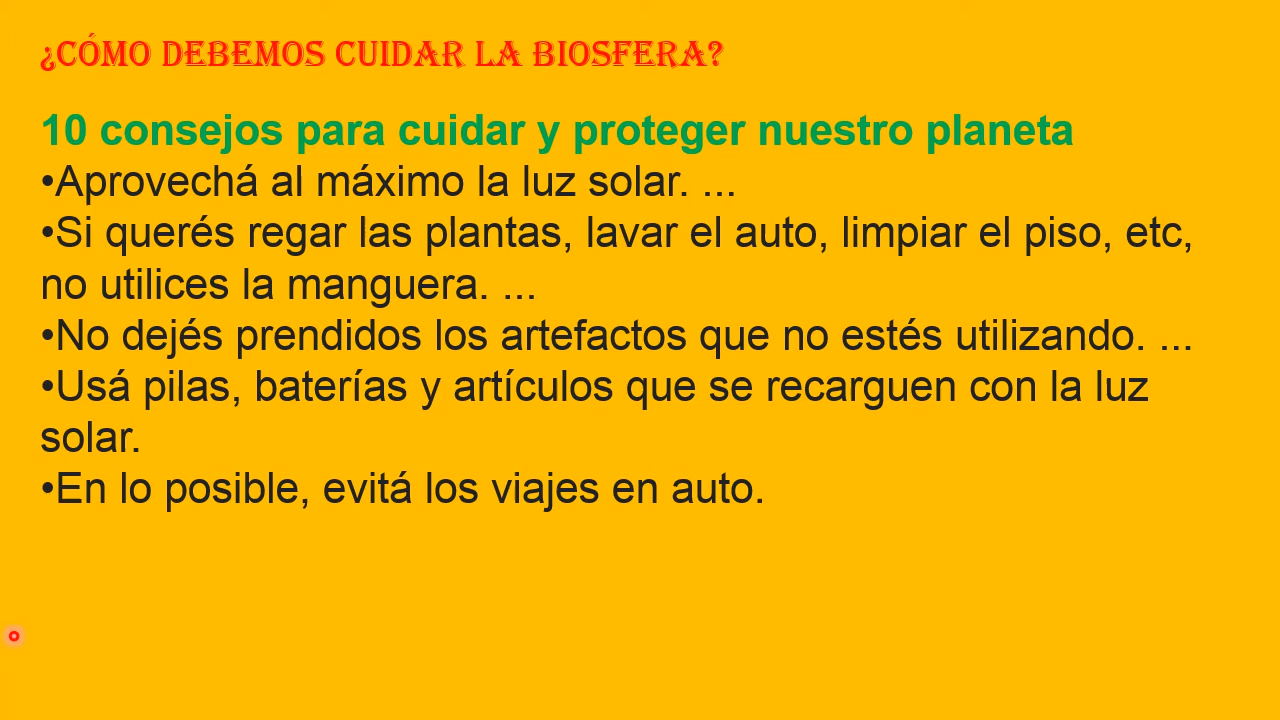 ¿CÓMO DEBEMOS CUIDAR LA BIOSFERA?
10 consejos para cuidar y proteger nuestro planeta
•Aprovechá al máximo la luz solar. ...
•Si querés regar las plantas, lavar el auto, limpiar el piso, etc,
no utilices la manguera. ...
•No dejés prendidos los artefactos que no estés utilizando. ...
•Usá pilas, baterías y artículos que se recarguen con la luz
solar.
•En lo posible, evitá los viajes en auto.